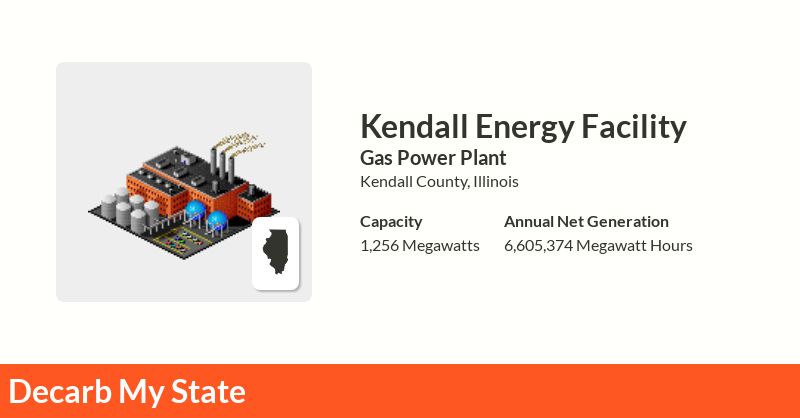 Kendall Energy Facility
Gas Power Plant
Kendall County, Illinois
Capacity
1,256 Megawatts
Annual Net Generation
6,605,374 Megawatt Hours
Decarb My State